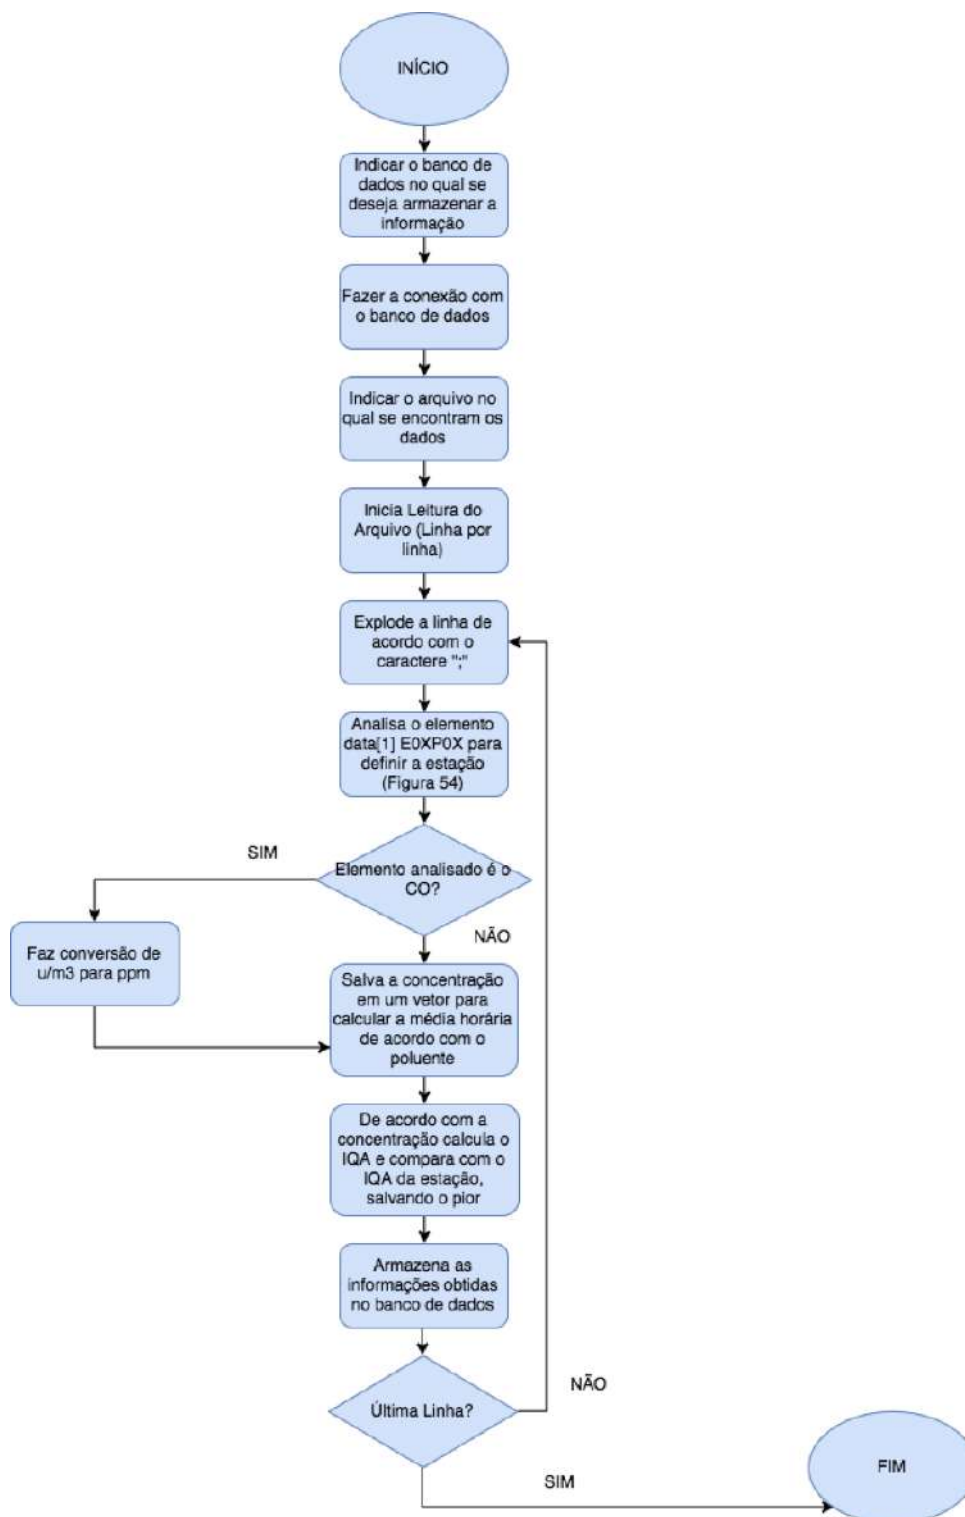 INÍCIO
Indicar o banco de
dados no qual se
deseja armazenar a
informação
Fazer a conexão com
o banco de dados
Indicar o arquivo no
qual se encontram os
dados
Inicia Leitura do
Arquivo (Linha por
linha)
Explode a linha de
acordo com o
caractere ";"
Analisa o elemento
data[1] E0XP0X para
definir a estação
(Figura 54)
SIM
Elemento analisado é o
CO?
NÃO
Faz conversão de
u/m3 para ppm
Salva a concentração
em um vetor para
calcular a média horária
de acordo com o
poluente
De acordo com a
concentração calcula o
IQA e compara com o
IQA da estação,
salvando o pior
Armazena as
informações obtidas
no banco de dados
NÃO
Última Linha?
SIM
FIM